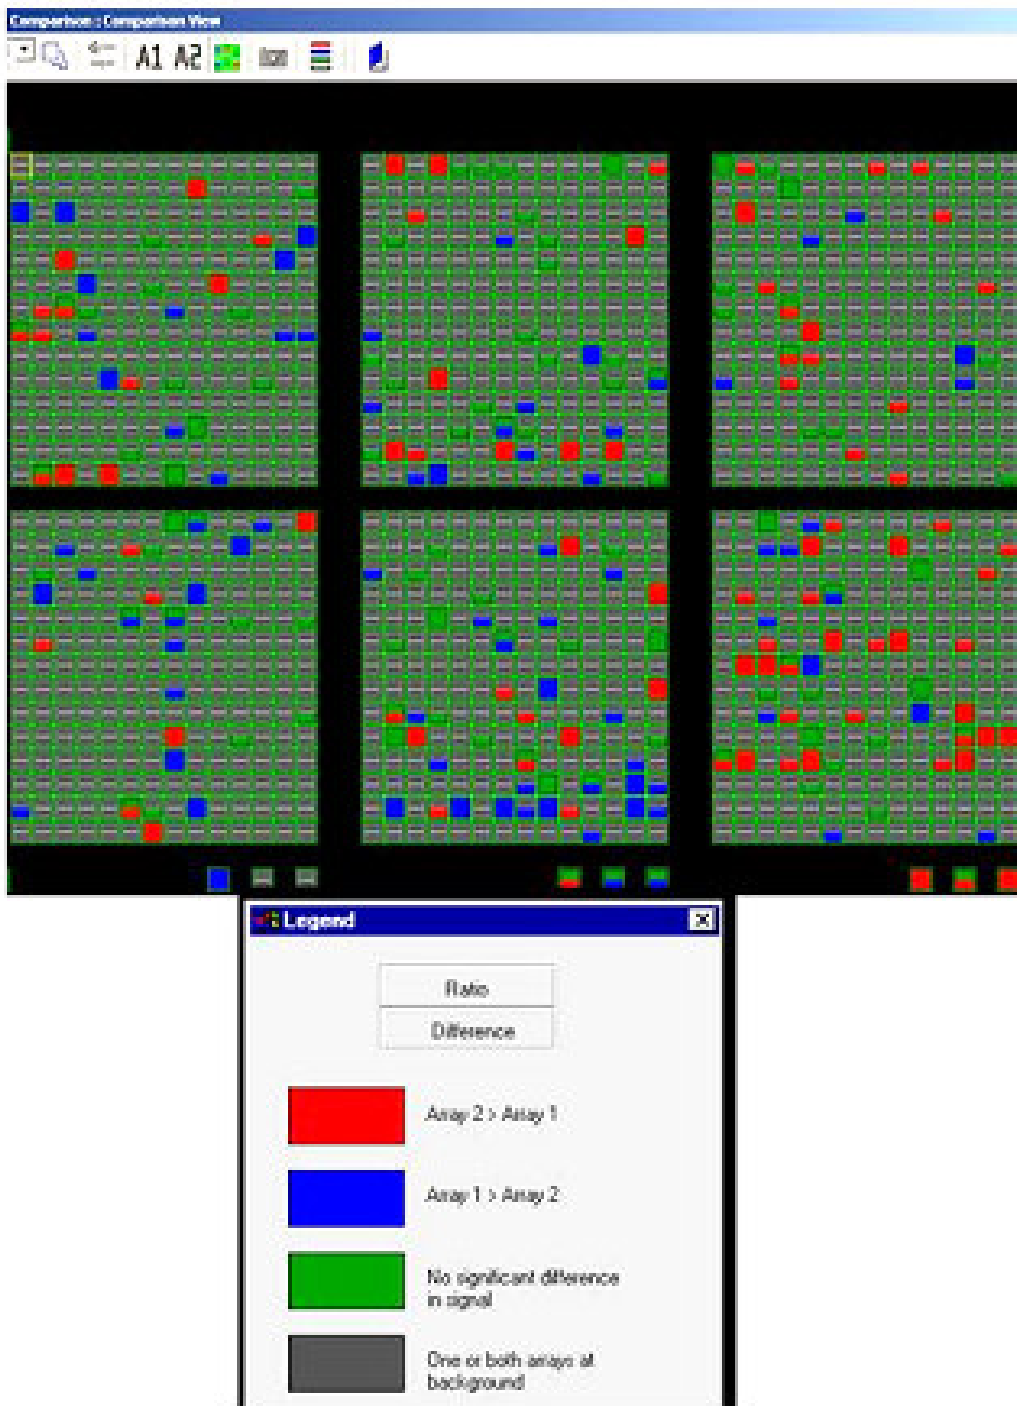 Comparison : Comparison View
A1 A2
Legend
Ratio
Difference
Array 2 > Array 1
Array 1 > Array 2
No significant difference
in signal
One or both arrays at
background